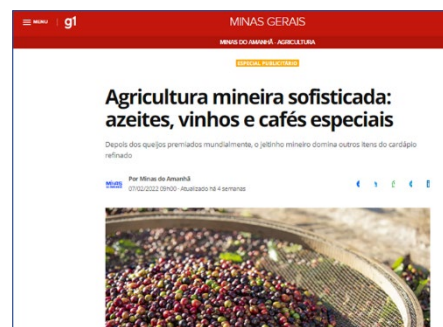 MENU g1 MINAS GERAIS
MINAS DO AMANHÃ - AGRICULTURA
ESPECIAL PUBLICITÁRIO
Agricultura mineira sofisticada:
azeites, vinhos e cafés especiais
Depois dos queijos premiados mundialmente, o jeitinho mineiro domina outros itens do cardápio
refinado
Por Minas do Amanhã
07/02/2022 09h00 · Atualizado há 4 semanas